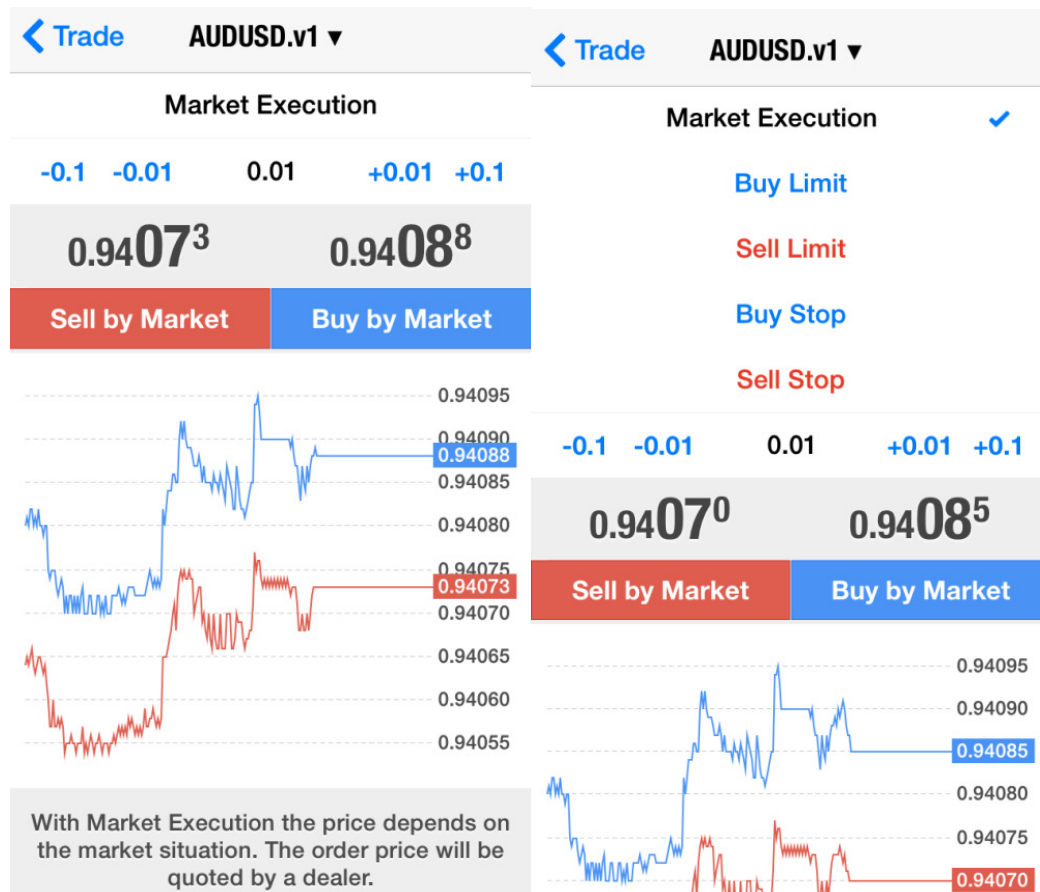 Trade AUDUSD.v1 ▼
Market Execution
-0.1 -0.01 0.01 +0.01 +0.1
0.94073 0.94088
Sell by Market Buy by Market
0.94095
0.94090
0.94088
0.94085
0.94080
0.94075
0.94073
0.94070
0.94065
0.94060
0.94055
With Market Execution the price depends on
the market situation. The order price will be
quoted by a dealer.
Trade AUDUSD.v1 ▼
Market Execution
Buy Limit
Sell Limit
Buy Stop
Sell Stop
-0.1 -0.01 0.01 +0.01 +0.1
0.94070 0.94085
Sell by Market Buy by Market
0.94095
0.94090
0.94085
0.94080
0.94075
0.94070